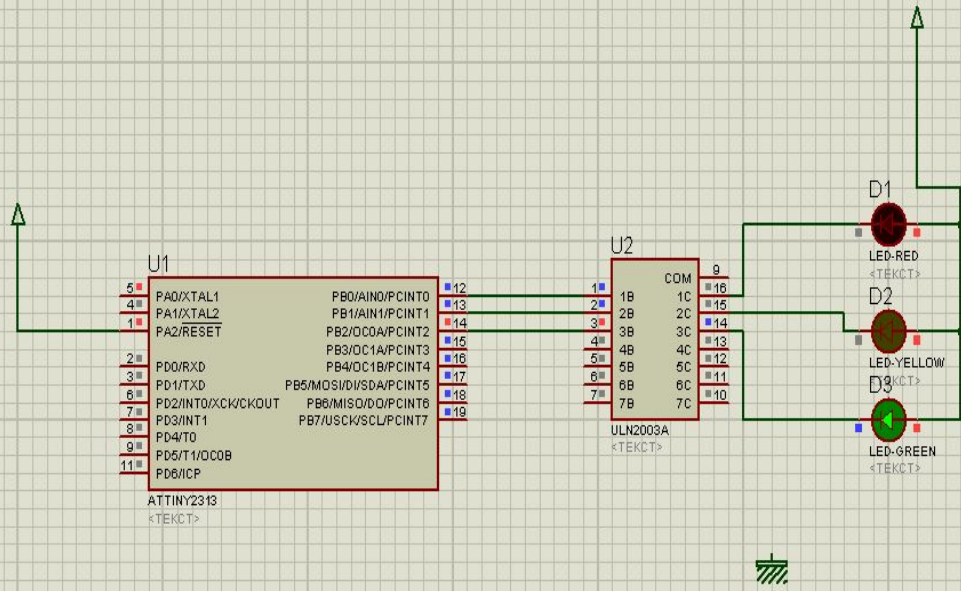 U1
5
4
1
2
3
6
7
8
9
11
PA0/XTAL1
PA1/XTAL2
PA2/RESET
PD0/RXD
PD1/TXD
PD2/INT0/XCK/CKOUT
PD3/INT1
PD4/T0
PD5/T1/OC0B
PD6/ICP
PB0/AIN0/PCINT0
PB1/AIN1/PCINT1
PB2/OC0A/PCINT2
PB3/OC1A/PCINT3
PB4/OC1B/PCINT4
PB5/MOSI/DI/SDA/PCINT5
PB6/MISO/DO/PCINT6
PB7/USCK/SCL/PCINT7
12
13
14
15
16
17
18
19
ATTINY2313
<ТЕКСТ>
U2
1
2
3
4
5
6
7
1B
2B
3B
4B
5B
6B
7B
COM
1C
2C
3C
4C
5C
6C
7C
9
16
15
14
13
12
11
10
ULN2003A
<ТЕКСТ>
D1
LED-RED
<ТЕКСТ>
D2
LED-YELLOW
<ТЕКСТ>
D3
LED-GREEN
<ТЕКСТ>